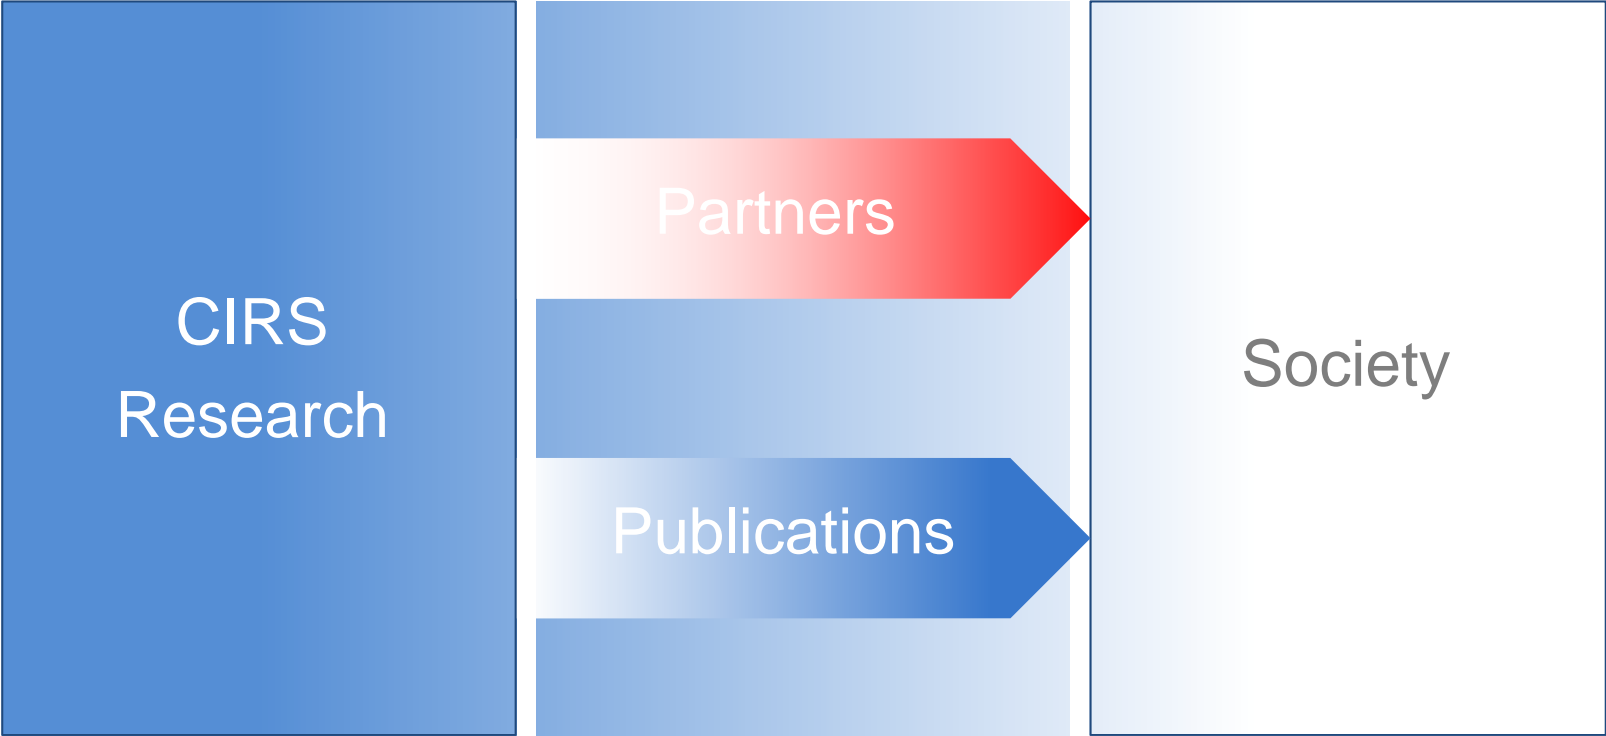 CIRS
Research
Partners
Publications
Society